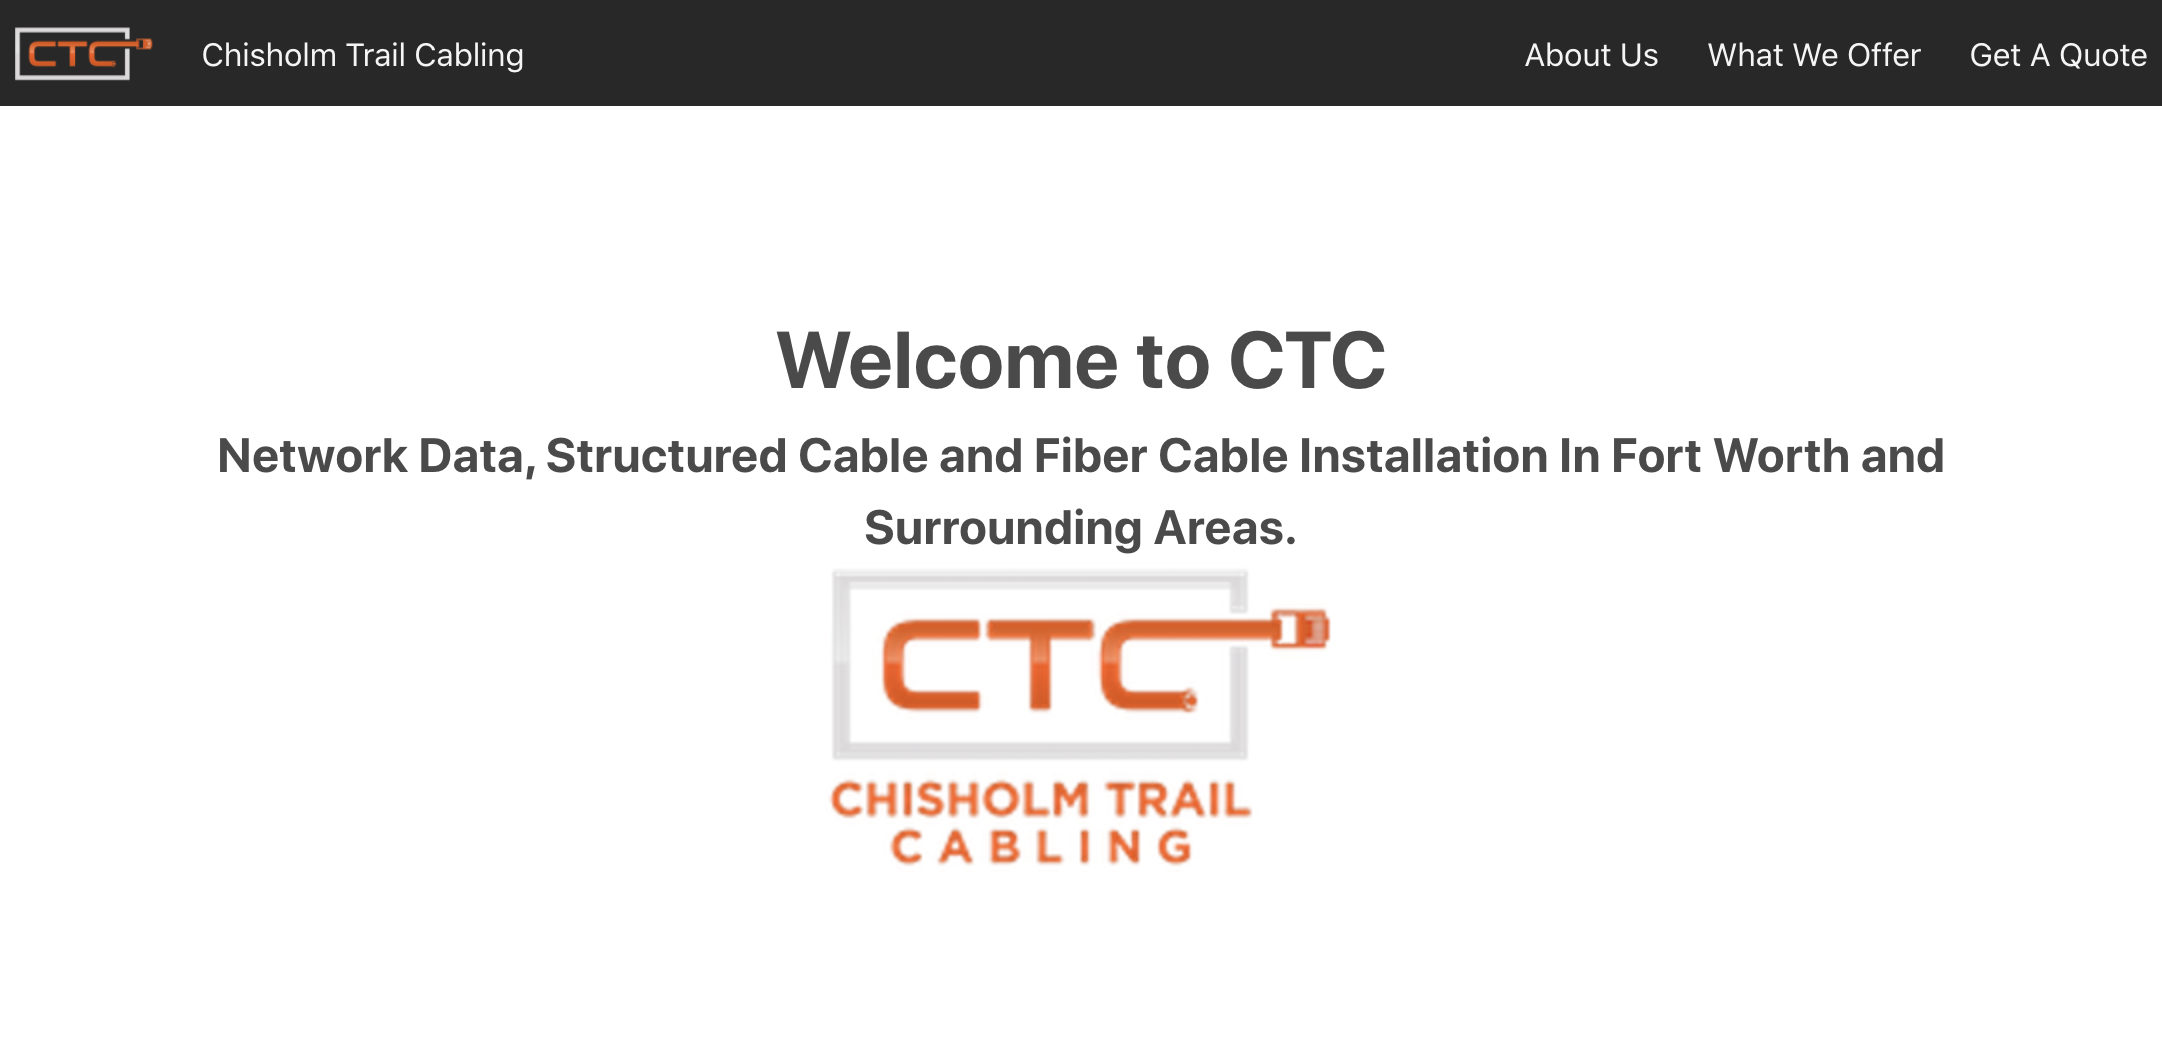 CTC Chisholm Trail Cabling About Us What We Offer Get A Quote
Welcome to CTC
Network Data, Structured Cable and Fiber Cable Installation In Fort Worth and
Surrounding Areas.
CTC
CHISHOLM TRAIL
CABLING